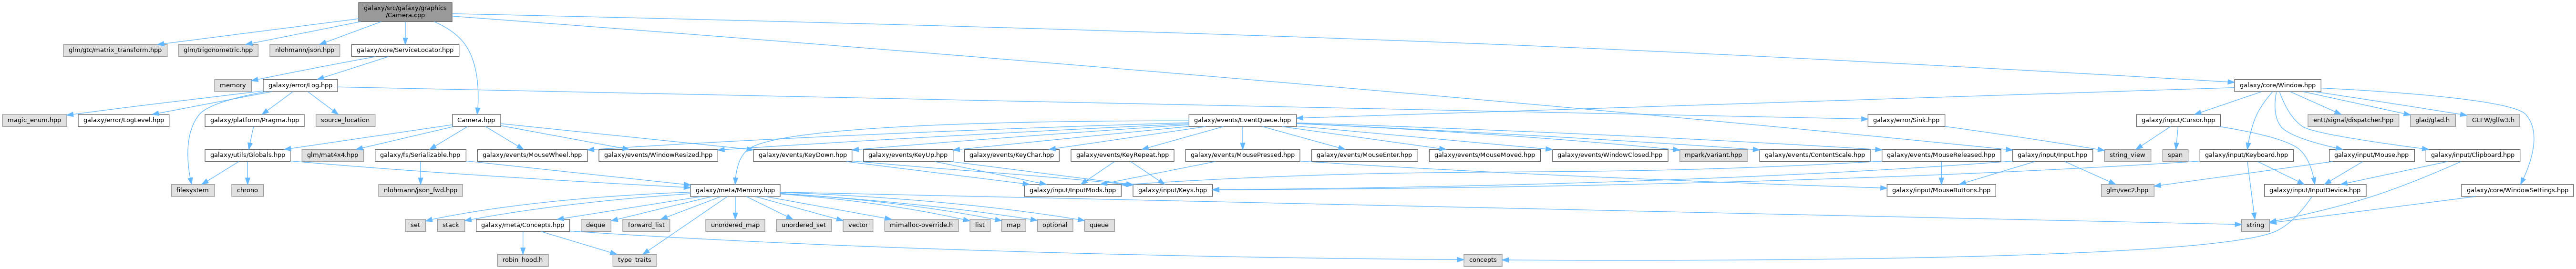 galaxy/src/galaxy/graphics
/Camera.cpp
glm/gtc/matrix_transform.hpp
glm/trigonometric.hpp
nlohmann/json.hpp
galaxy/core/ServiceLocator.hpp
memory
galaxy/error/Log.hpp
galaxy/core/Window.hpp
magic_enum.hpp
galaxy/error/LogLevel.hpp
galaxy/platform/Pragma.hpp
source_location
Camera.hpp
galaxy/events/EventQueue.hpp
galaxy/error/Sink.hpp
galaxy/input/Cursor.hpp
entt/signal/dispatcher.hpp
glad/glad.h
GLFW/glfw3.h
galaxy/utils/Globals.hpp
glm/mat4x4.hpp
galaxy/fs/Serializable.hpp
galaxy/events/MouseWheel.hpp
galaxy/events/WindowResized.hpp
galaxy/events/KeyDown.hpp
galaxy/events/KeyUp.hpp
galaxy/events/KeyChar.hpp
galaxy/events/KeyRepeat.hpp
galaxy/events/MousePressed.hpp
galaxy/events/MouseEnter.hpp
galaxy/events/MouseMoved.hpp
galaxy/events/WindowClosed.hpp
mpark/variant.hpp
galaxy/events/ContentScale.hpp
galaxy/events/MouseReleased.hpp
galaxy/input/Input.hpp
string_view
span
galaxy/input/Keyboard.hpp
galaxy/input/Mouse.hpp
galaxy/input/Clipboard.hpp
filesystem
chrono
nlohmann/json_fwd.hpp
galaxy/meta/Memory.hpp
galaxy/input/InputMods.hpp
galaxy/input/Keys.hpp
galaxy/input/MouseButtons.hpp
glm/vec2.hpp
galaxy/input/InputDevice.hpp
galaxy/core/WindowSettings.hpp
set
stack
galaxy/meta/Concepts.hpp
deque
forward_list
unordered_map
unordered_set
vector
mimalloc-override.h
list
map
optional
queue
string
robin_hood.h
type_traits
concepts